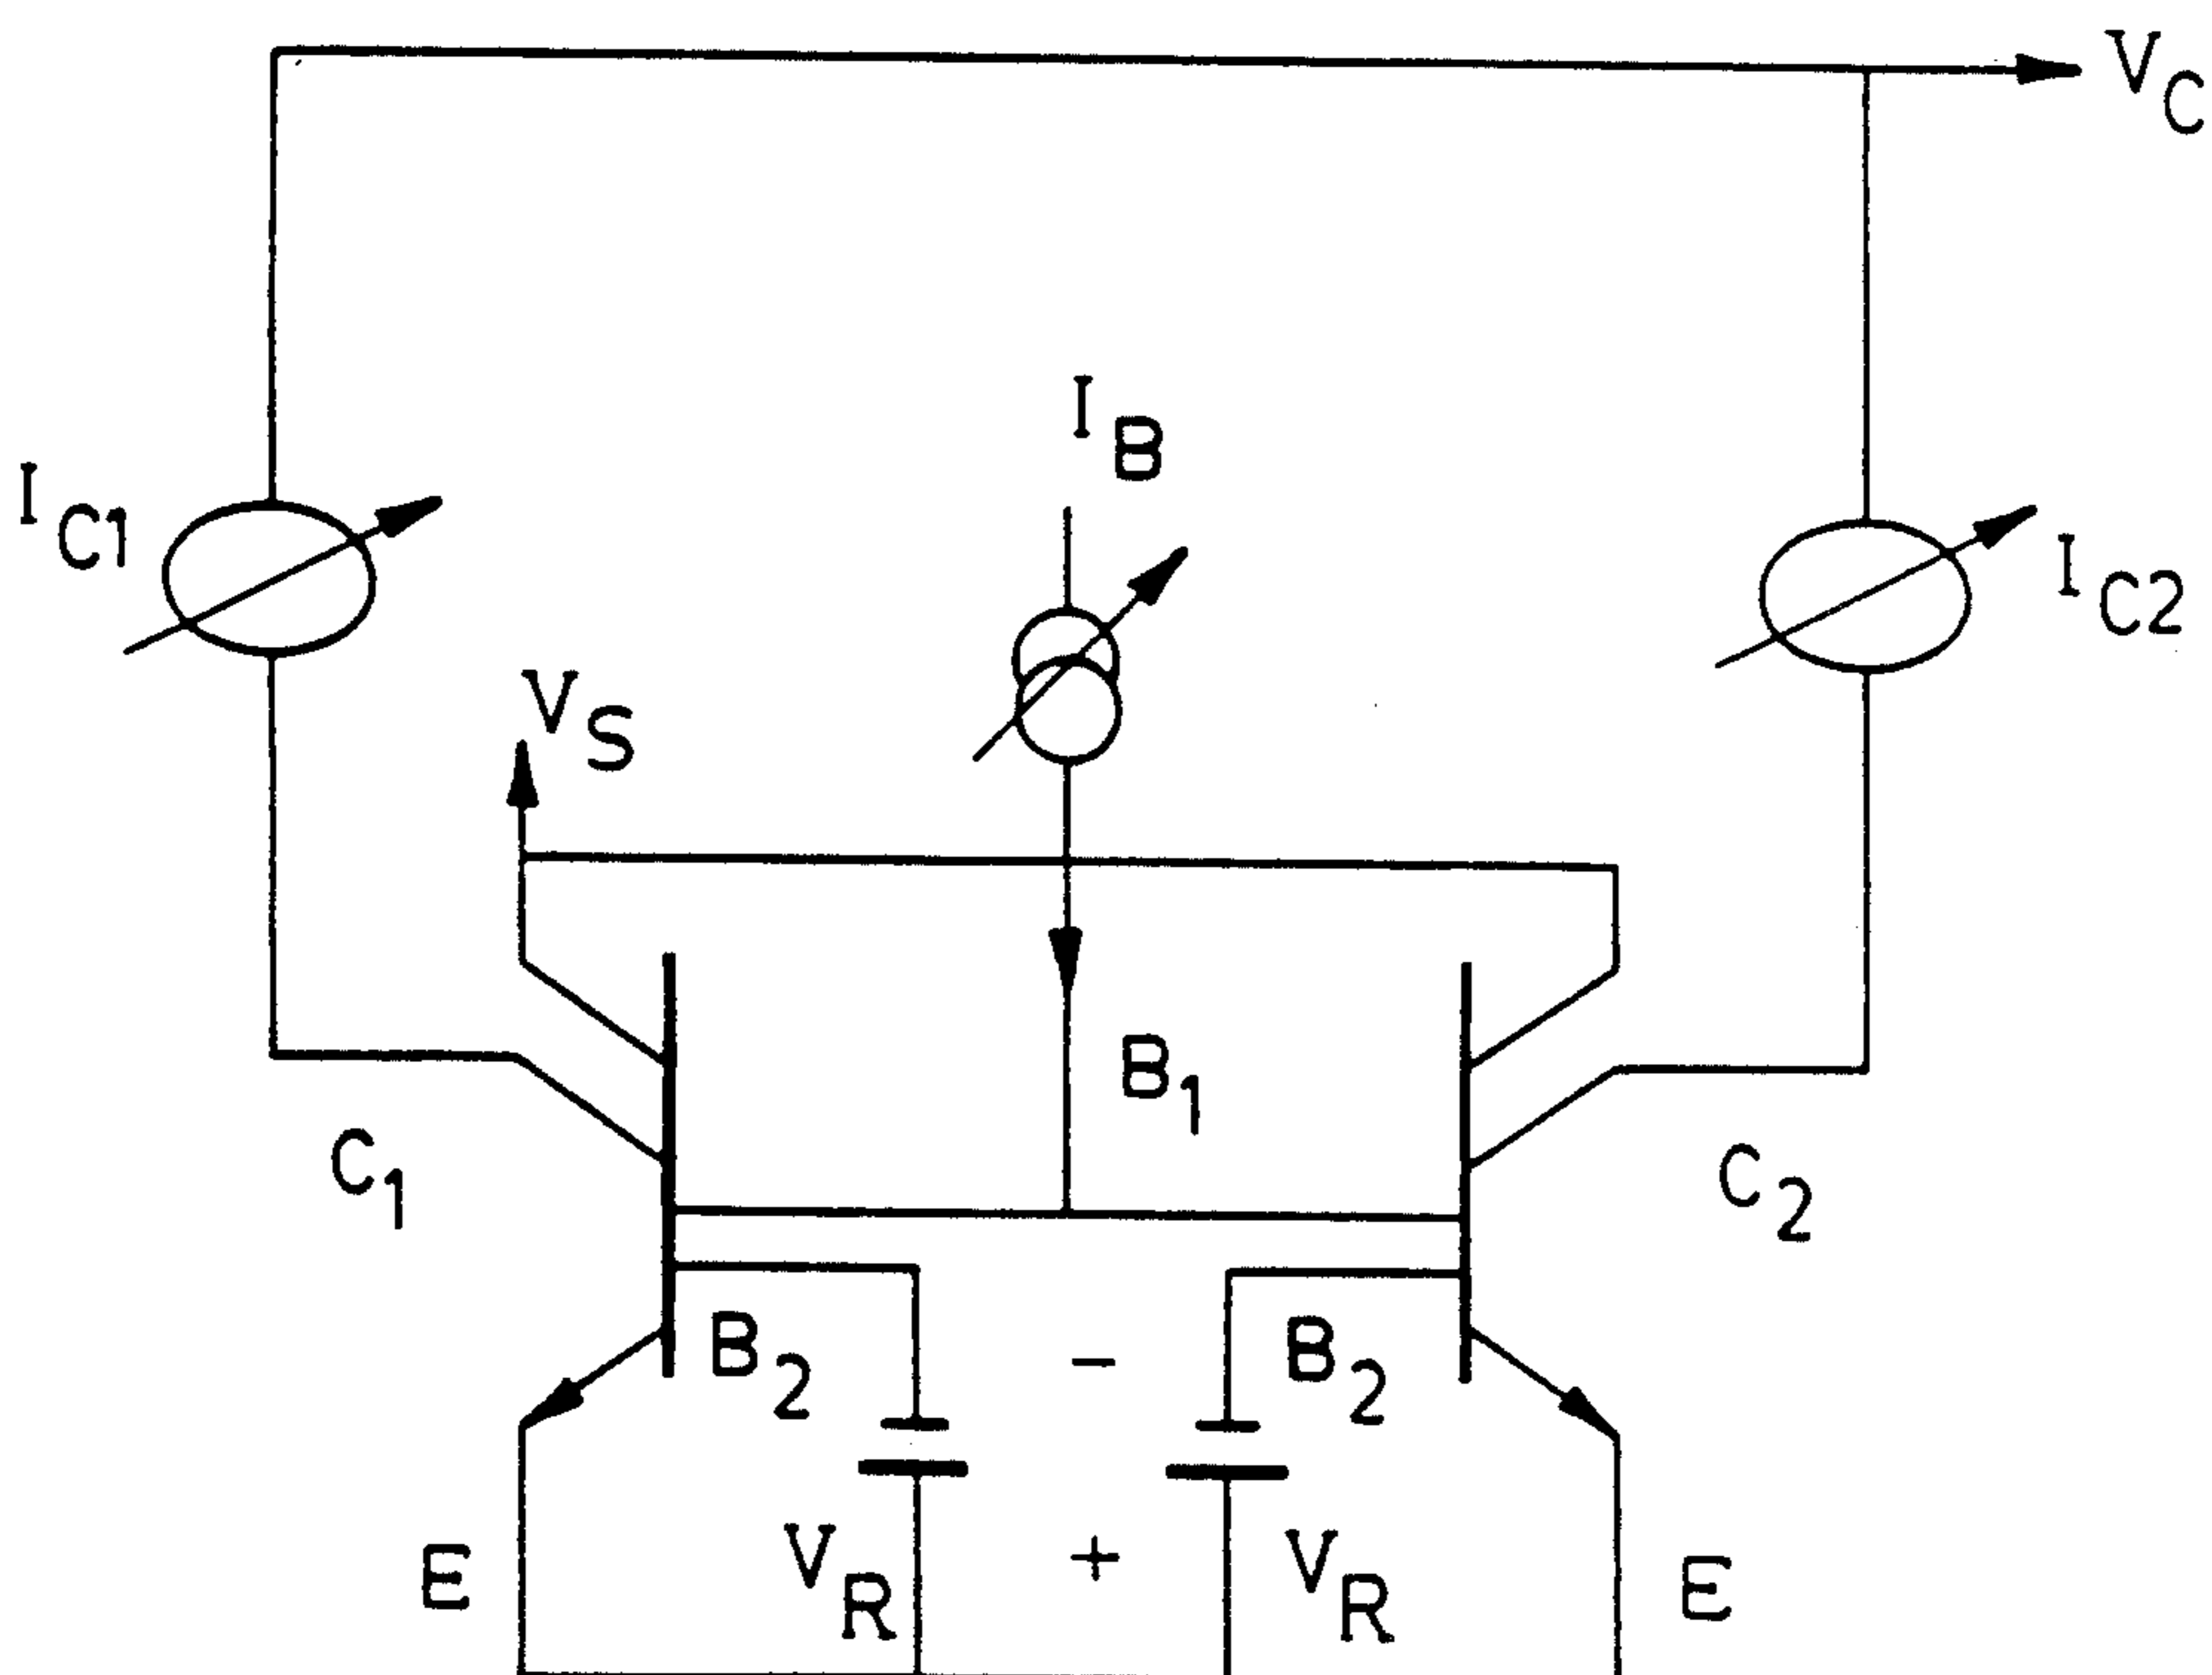 V_C
I_B
I_C1
I_C2
V_S
B_1
C_1
C_2
B_2
−
B_2
E
V_R
+
V_R
E